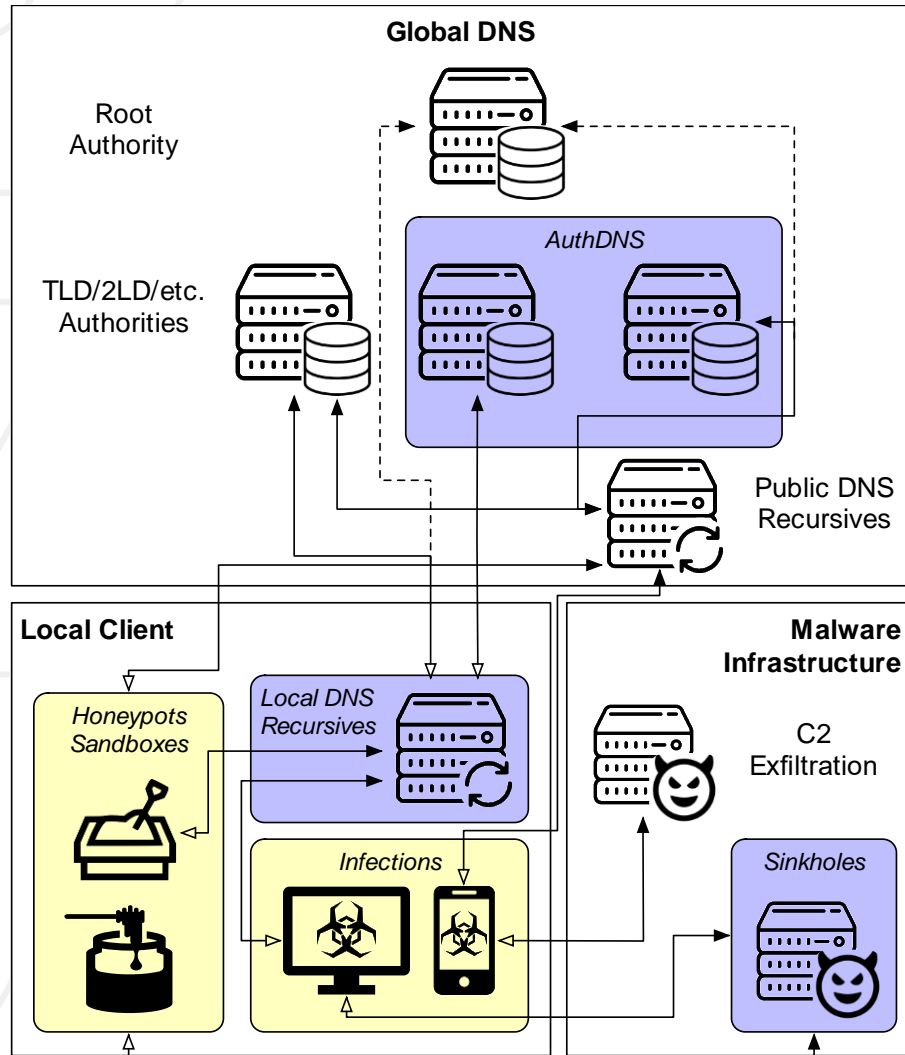 Global DNS
Root
Authority
AuthDNS
TLD/2LD/etc.
Authorities
Public DNS
Recursives
Local Client
Malware
Infrastructure
Honeypots
Sandboxes
Local DNS
Recursives
C2
Exfiltration
Infections
Sinkholes